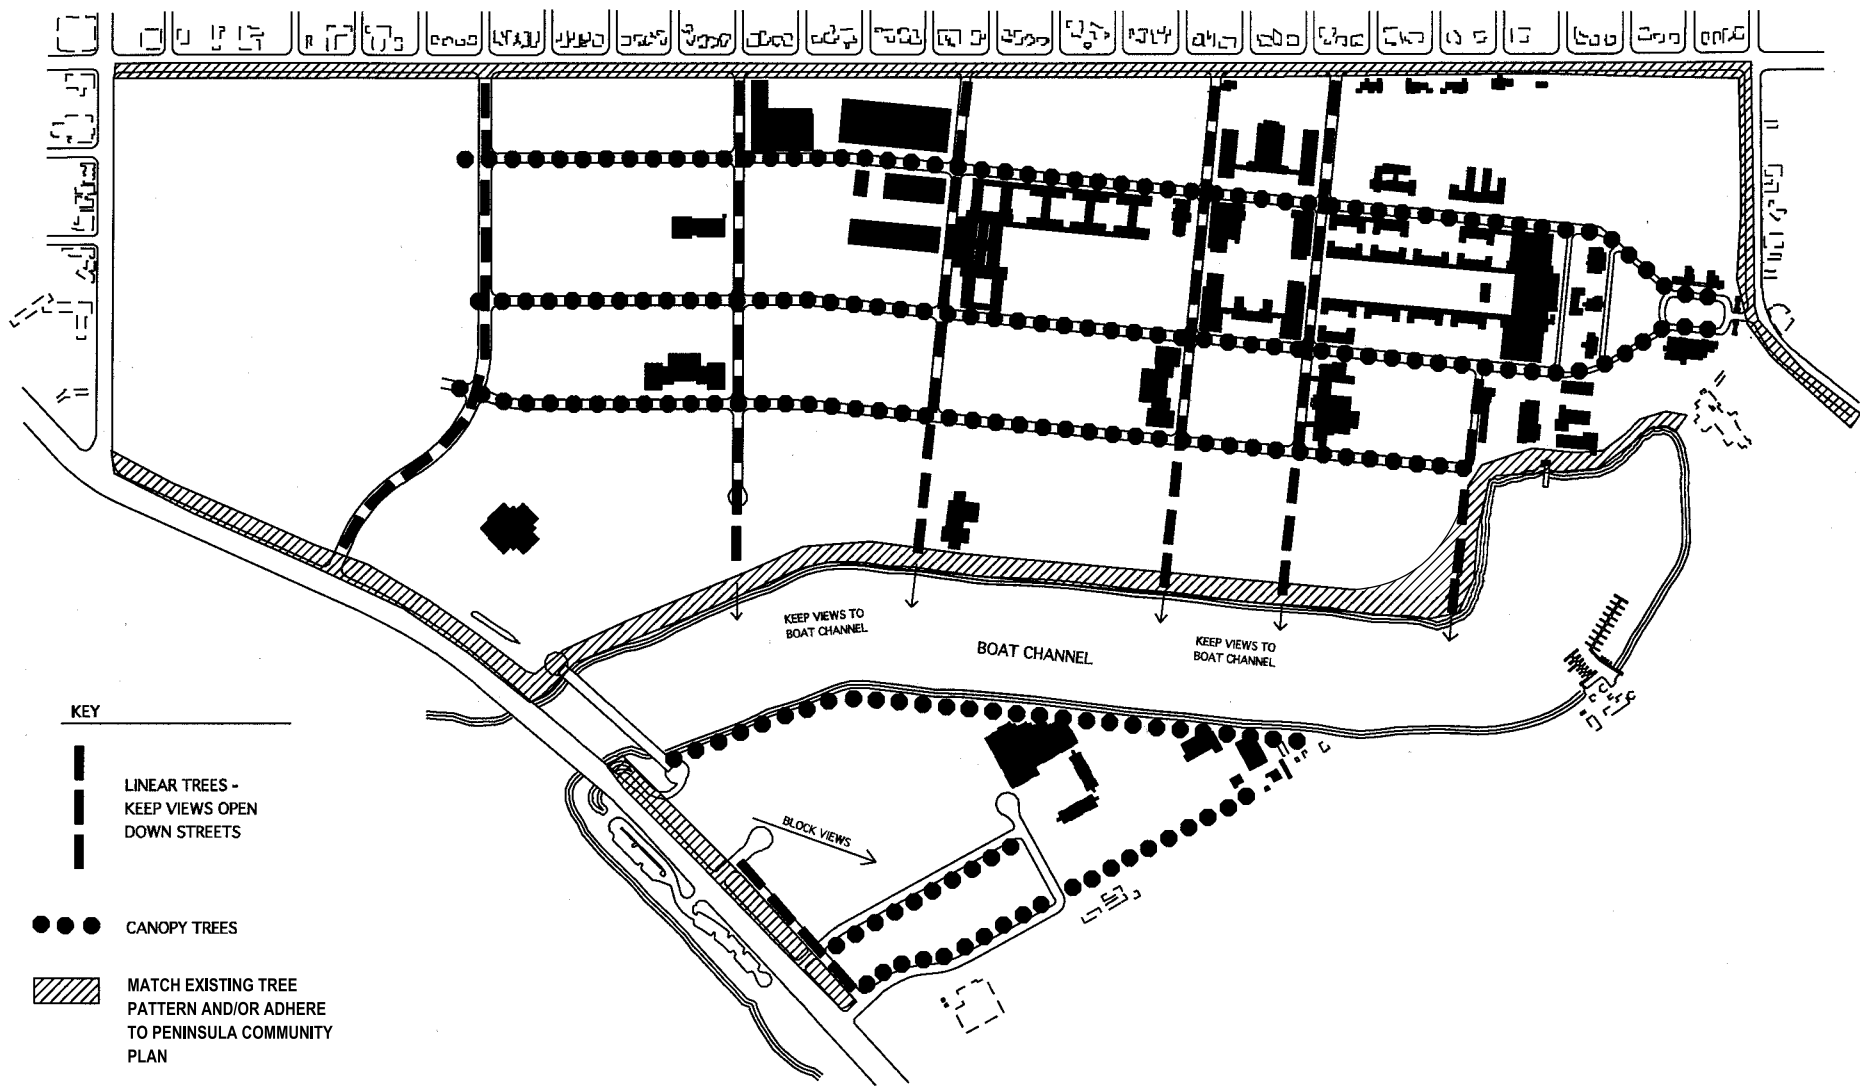 KEEP VIEWS TO
BOAT CHANNEL
BOAT CHANNEL
KEEP VIEWS TO
BOAT CHANNEL
KEY
LINEAR TREES -
KEEP VIEWS OPEN
DOWN STREETS
BLOCK VIEWS
CANOPY TREES
MATCH EXISTING TREE
PATTERN AND/OR ADHERE
TO PENINSULA COMMUNITY
PLAN